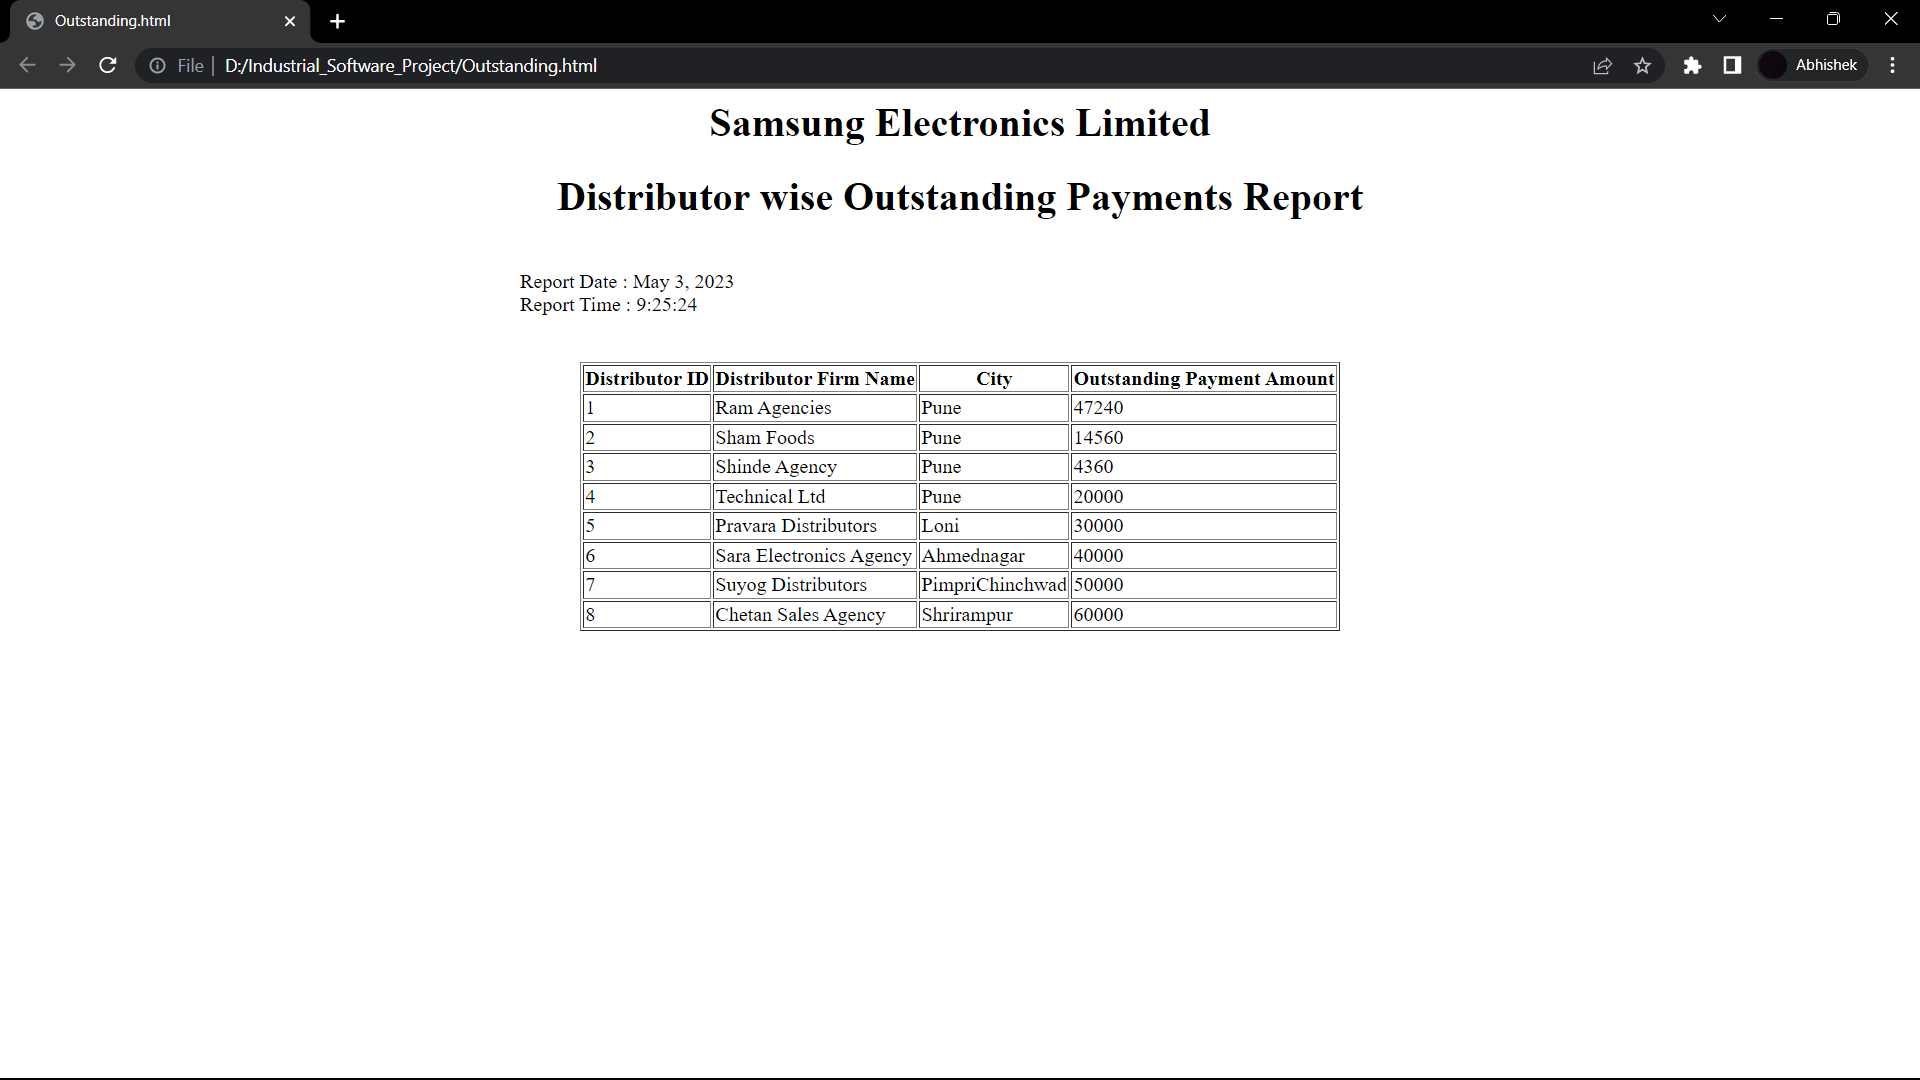 Outstanding.html
File | D:/Industrial_Software_Project/Outstanding.html Abhishek
Samsung Electronics Limited
Distributor wise Outstanding Payments Report
Report Date : May 3, 2023
Report Time : 9:25:24
Distributor ID Distributor Firm Name City Outstanding Payment Amount
1 Ram Agencies Pune 47240
2 Sham Foods Pune 14560
3 Shinde Agency Pune 4360
4 Technical Ltd Pune 20000
5 Pravara Distributors Loni 30000
6 Sara Electronics Agency Ahmednagar 40000
7 Suyog Distributors PimpriChinchwad 50000
8 Chetan Sales Agency Shrirampur 60000